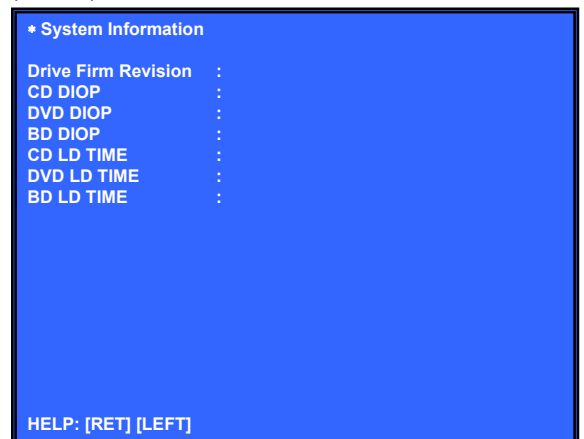 * System Information
Drive Firm Revision :
CD DIOP :
DVD DIOP :
BD DIOP :
CD LD TIME :
DVD LD TIME :
BD LD TIME :
HELP: [RET] [LEFT]